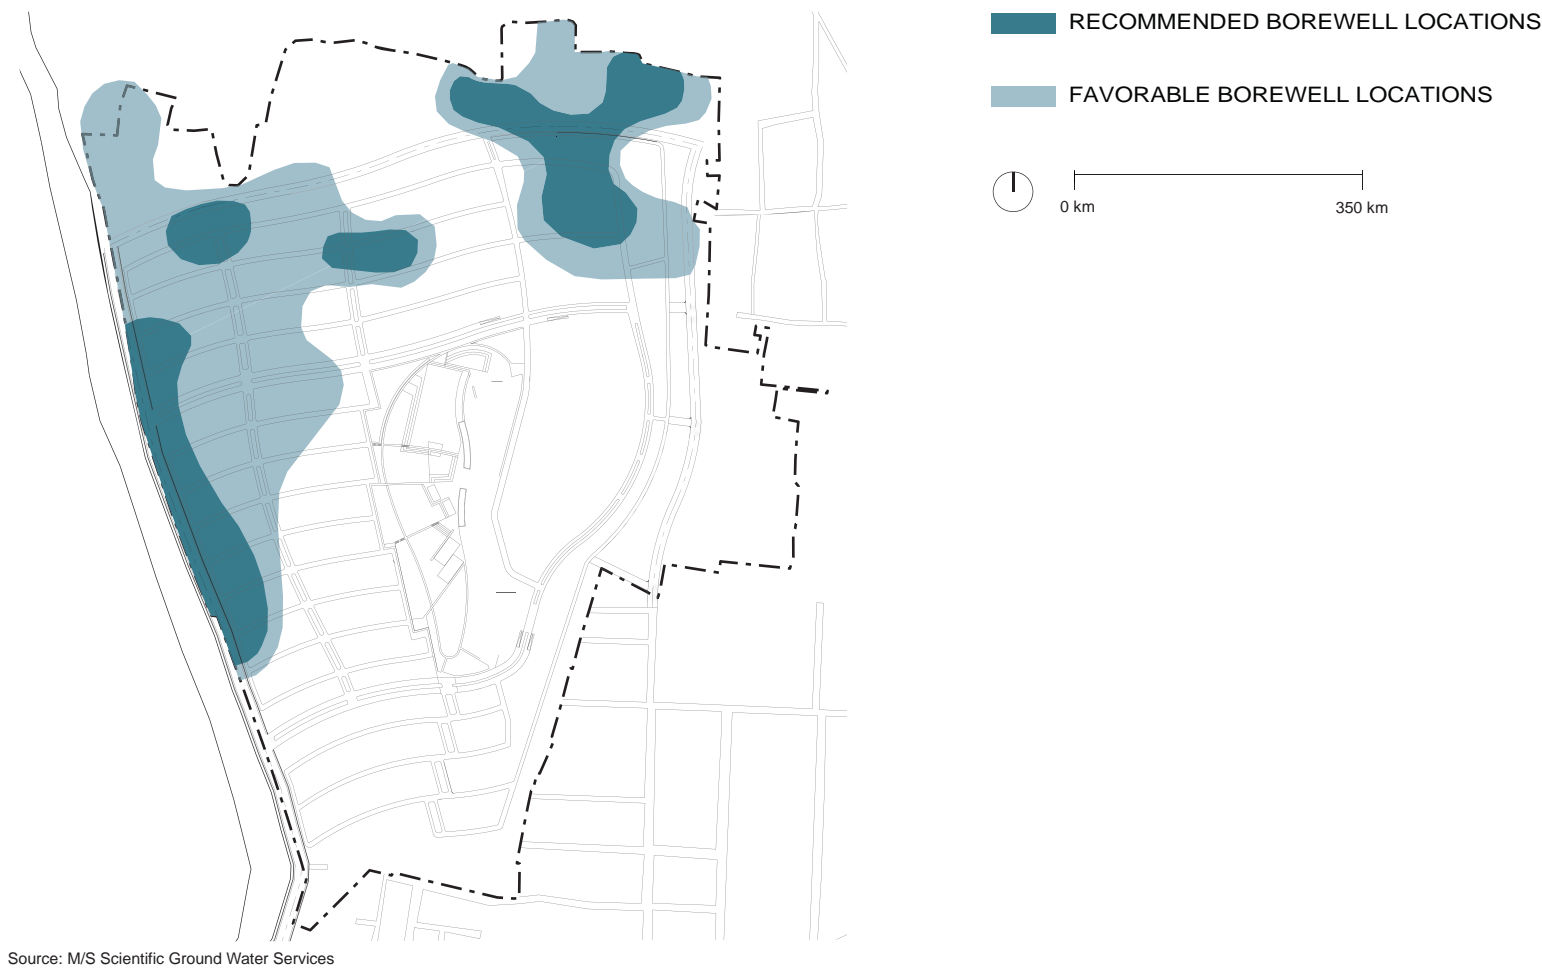 RECOMMENDED BOREWELL LOCATIONS
FAVORABLE BOREWELL LOCATIONS
0 km
350 km
Source: M/S Scientific Ground Water Services